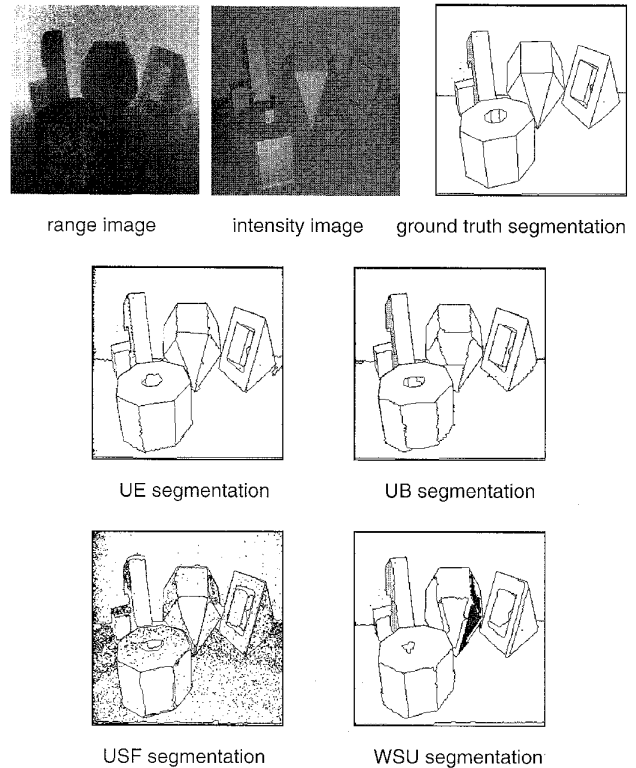 range image
intensity image
ground truth segmentation
UE segmentation
UB segmentation
USF segmentation
WSU segmentation